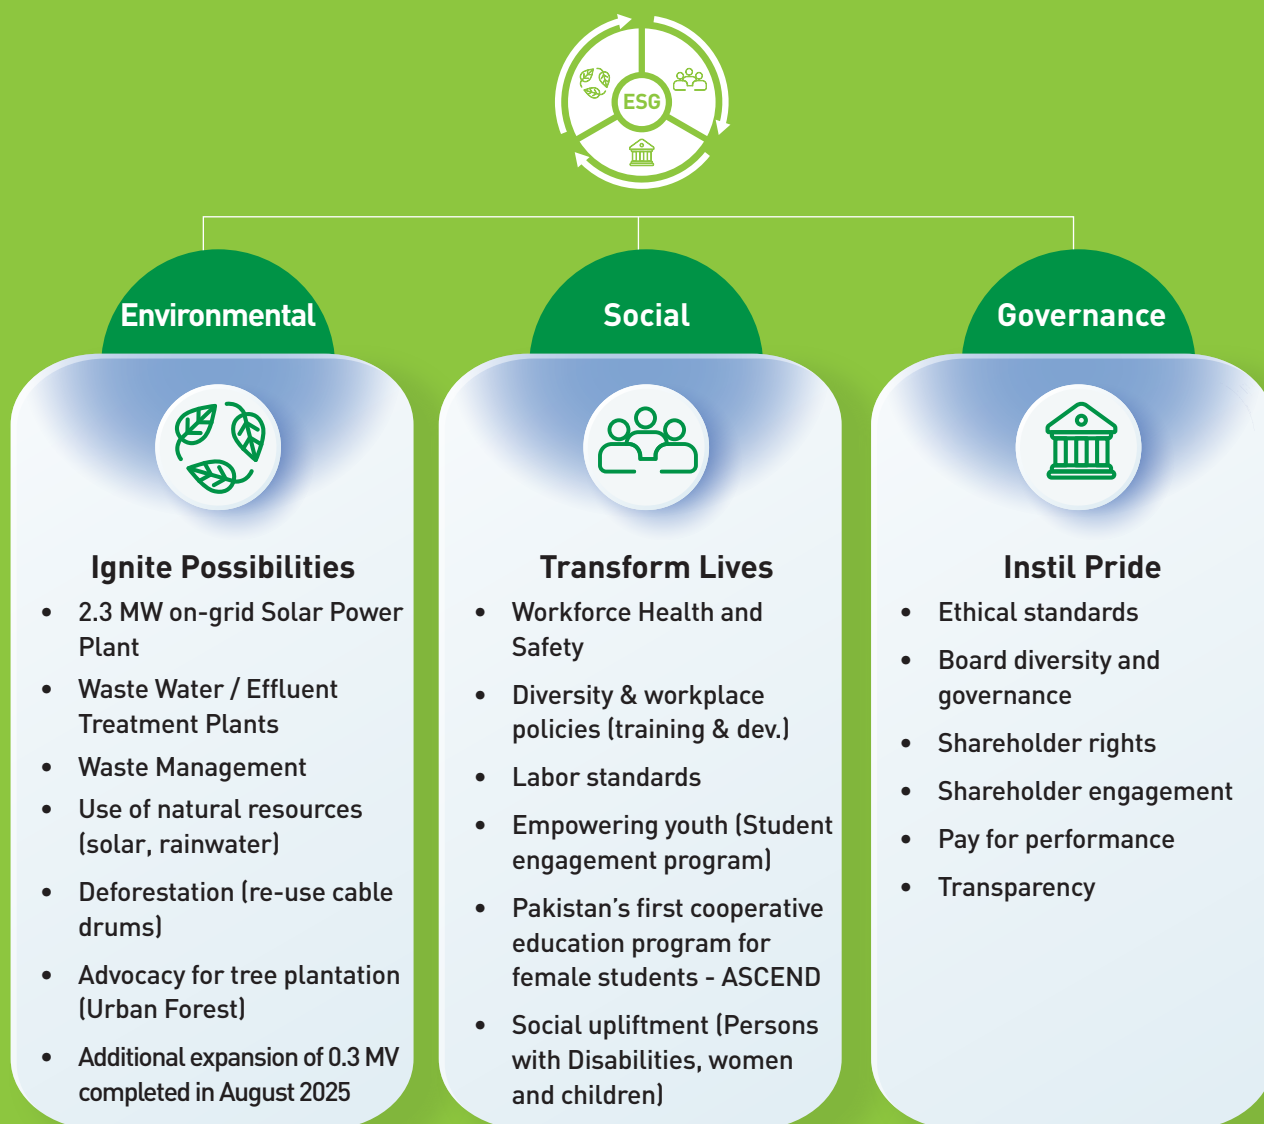 ESG
Environmental
Ignite Possibilities
• 2.3 MW on-grid Solar Power
Plant
• Waste Water / Effluent
Treatment Plants
• Waste Management
• Use of natural resources
(solar, rainwater)
• Deforestation (re-use cable
drums)
• Advocacy for tree plantation
(Urban Forest)
• Additional expansion of 0.3 MV
completed in August 2025
Social
Transform Lives
• Workforce Health and
Safety
• Diversity & workplace
policies (training & dev.)
• Labor standards
• Empowering youth (Student
engagement program)
• Pakistan’s first cooperative
education program for
female students - ASCEND
• Social upliftment (Persons
with Disabilities, women
and children)
Governance
Instil Pride
• Ethical standards
• Board diversity and
governance
• Shareholder rights
• Shareholder engagement
• Pay for performance
• Transparency